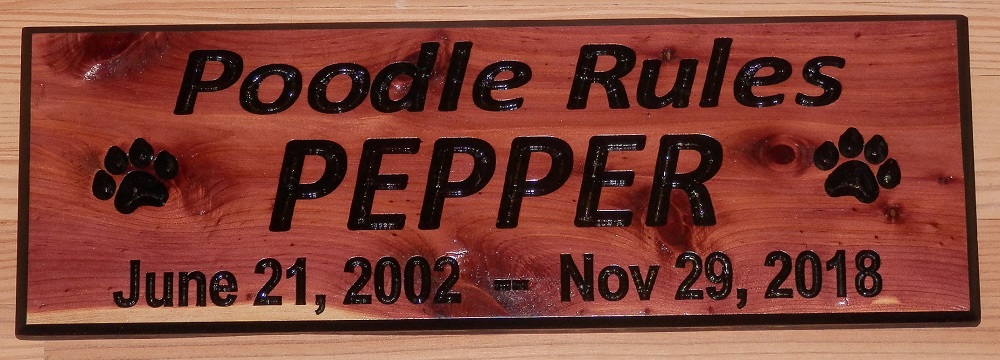 Poodle Rules
PEPPER
June 21, 2002 - Nov 29, 2018